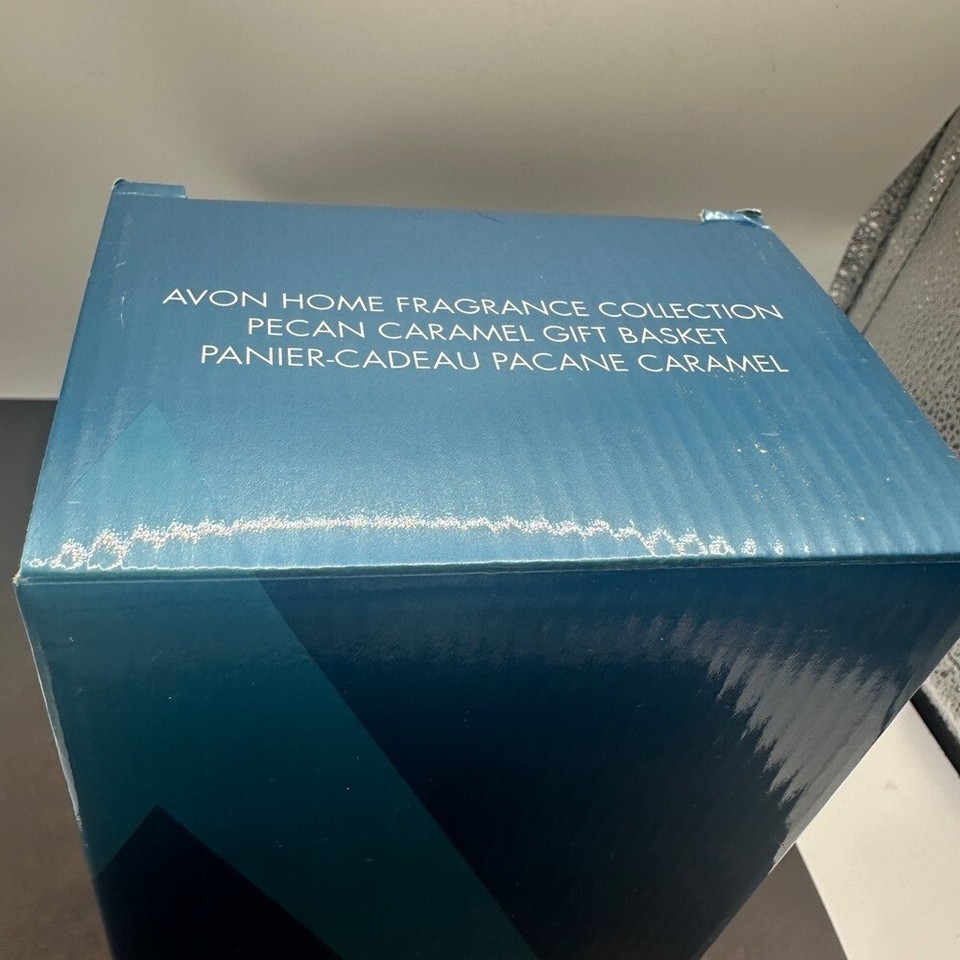 AVON HOME FRAGRANCE COLLECTION
PECAN CARAMEL GIFT BASKET
PANIER-CADEAU PACANE CARAMEL